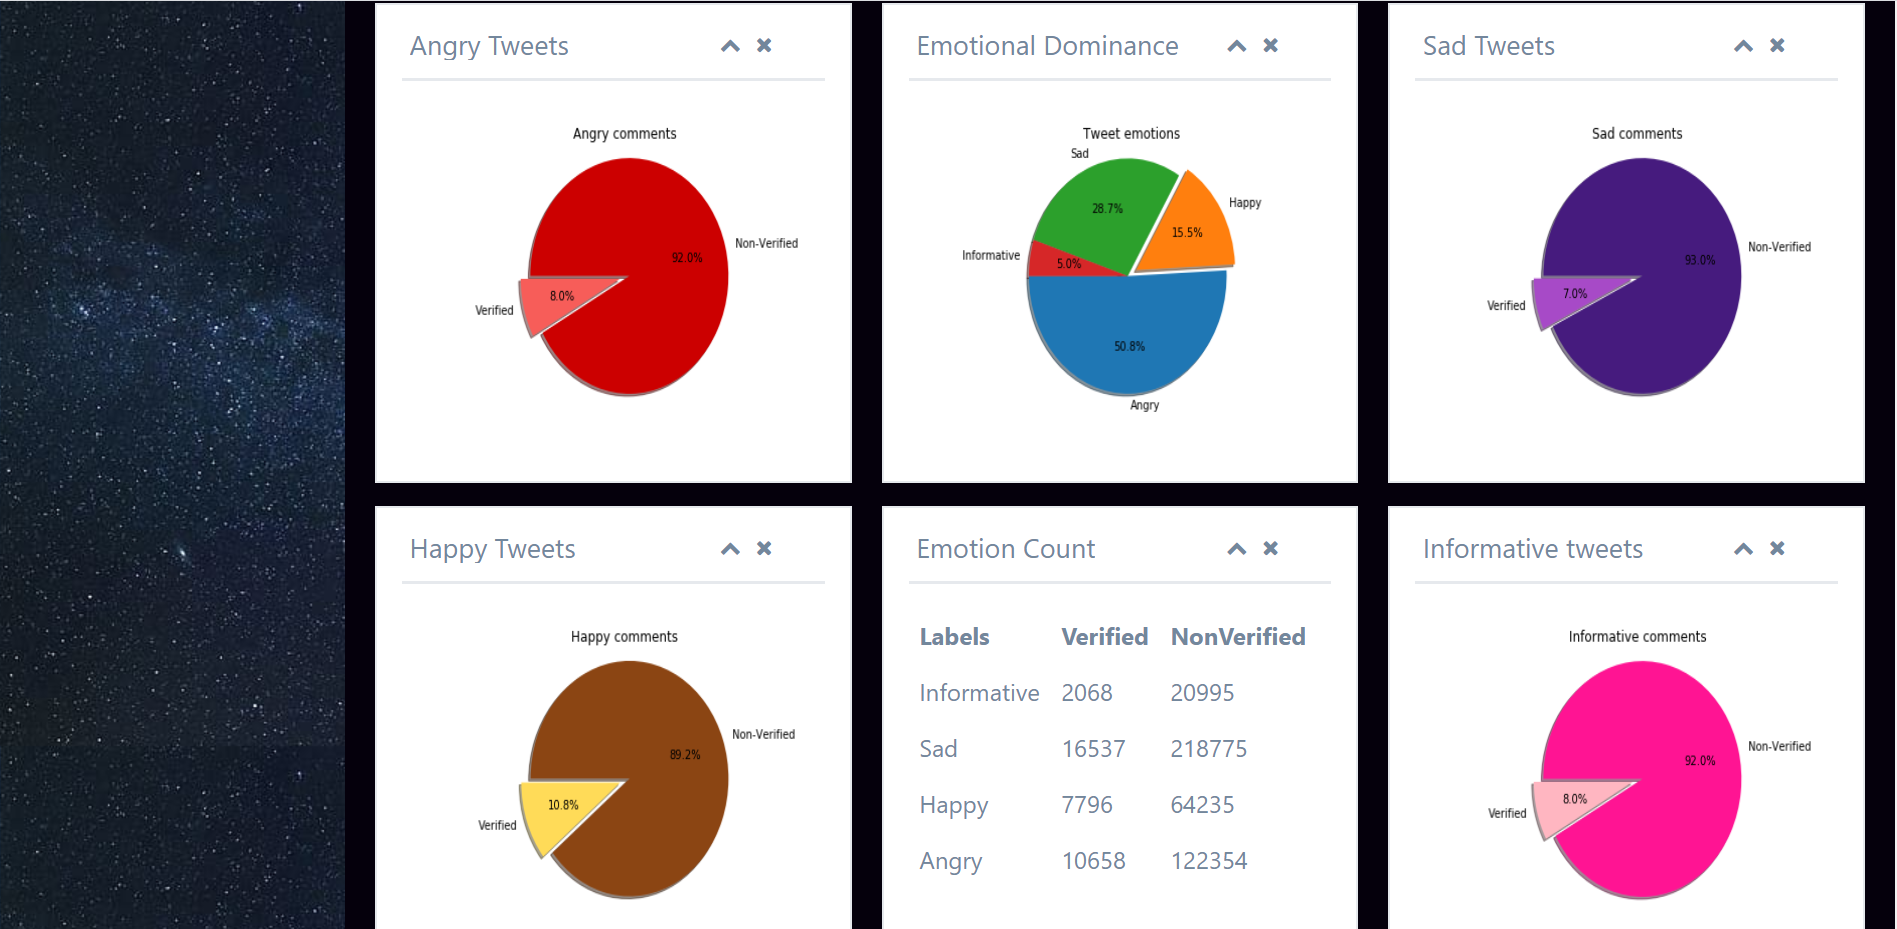 Angry Tweets
Angry comments
Non-Verified
92.0%
8.0%
Verified
Emotional Dominance
Tweet emotions
Sad
Happy
28.7%
15.5%
Informative
5.0%
50.8%
Angry
Sad Tweets
Sad comments
Non-Verified
93.0%
7.0%
Verified
Happy Tweets
Happy comments
Non-Verified
89.2%
10.8%
Verified
Emotion Count
Labels Verified NonVerified
Informative 2068 20995
Sad 16537 218775
Happy 7796 64235
Angry 10658 122354
Informative tweets
Informative comments
Non-Verified
92.0%
8.0%
Verified